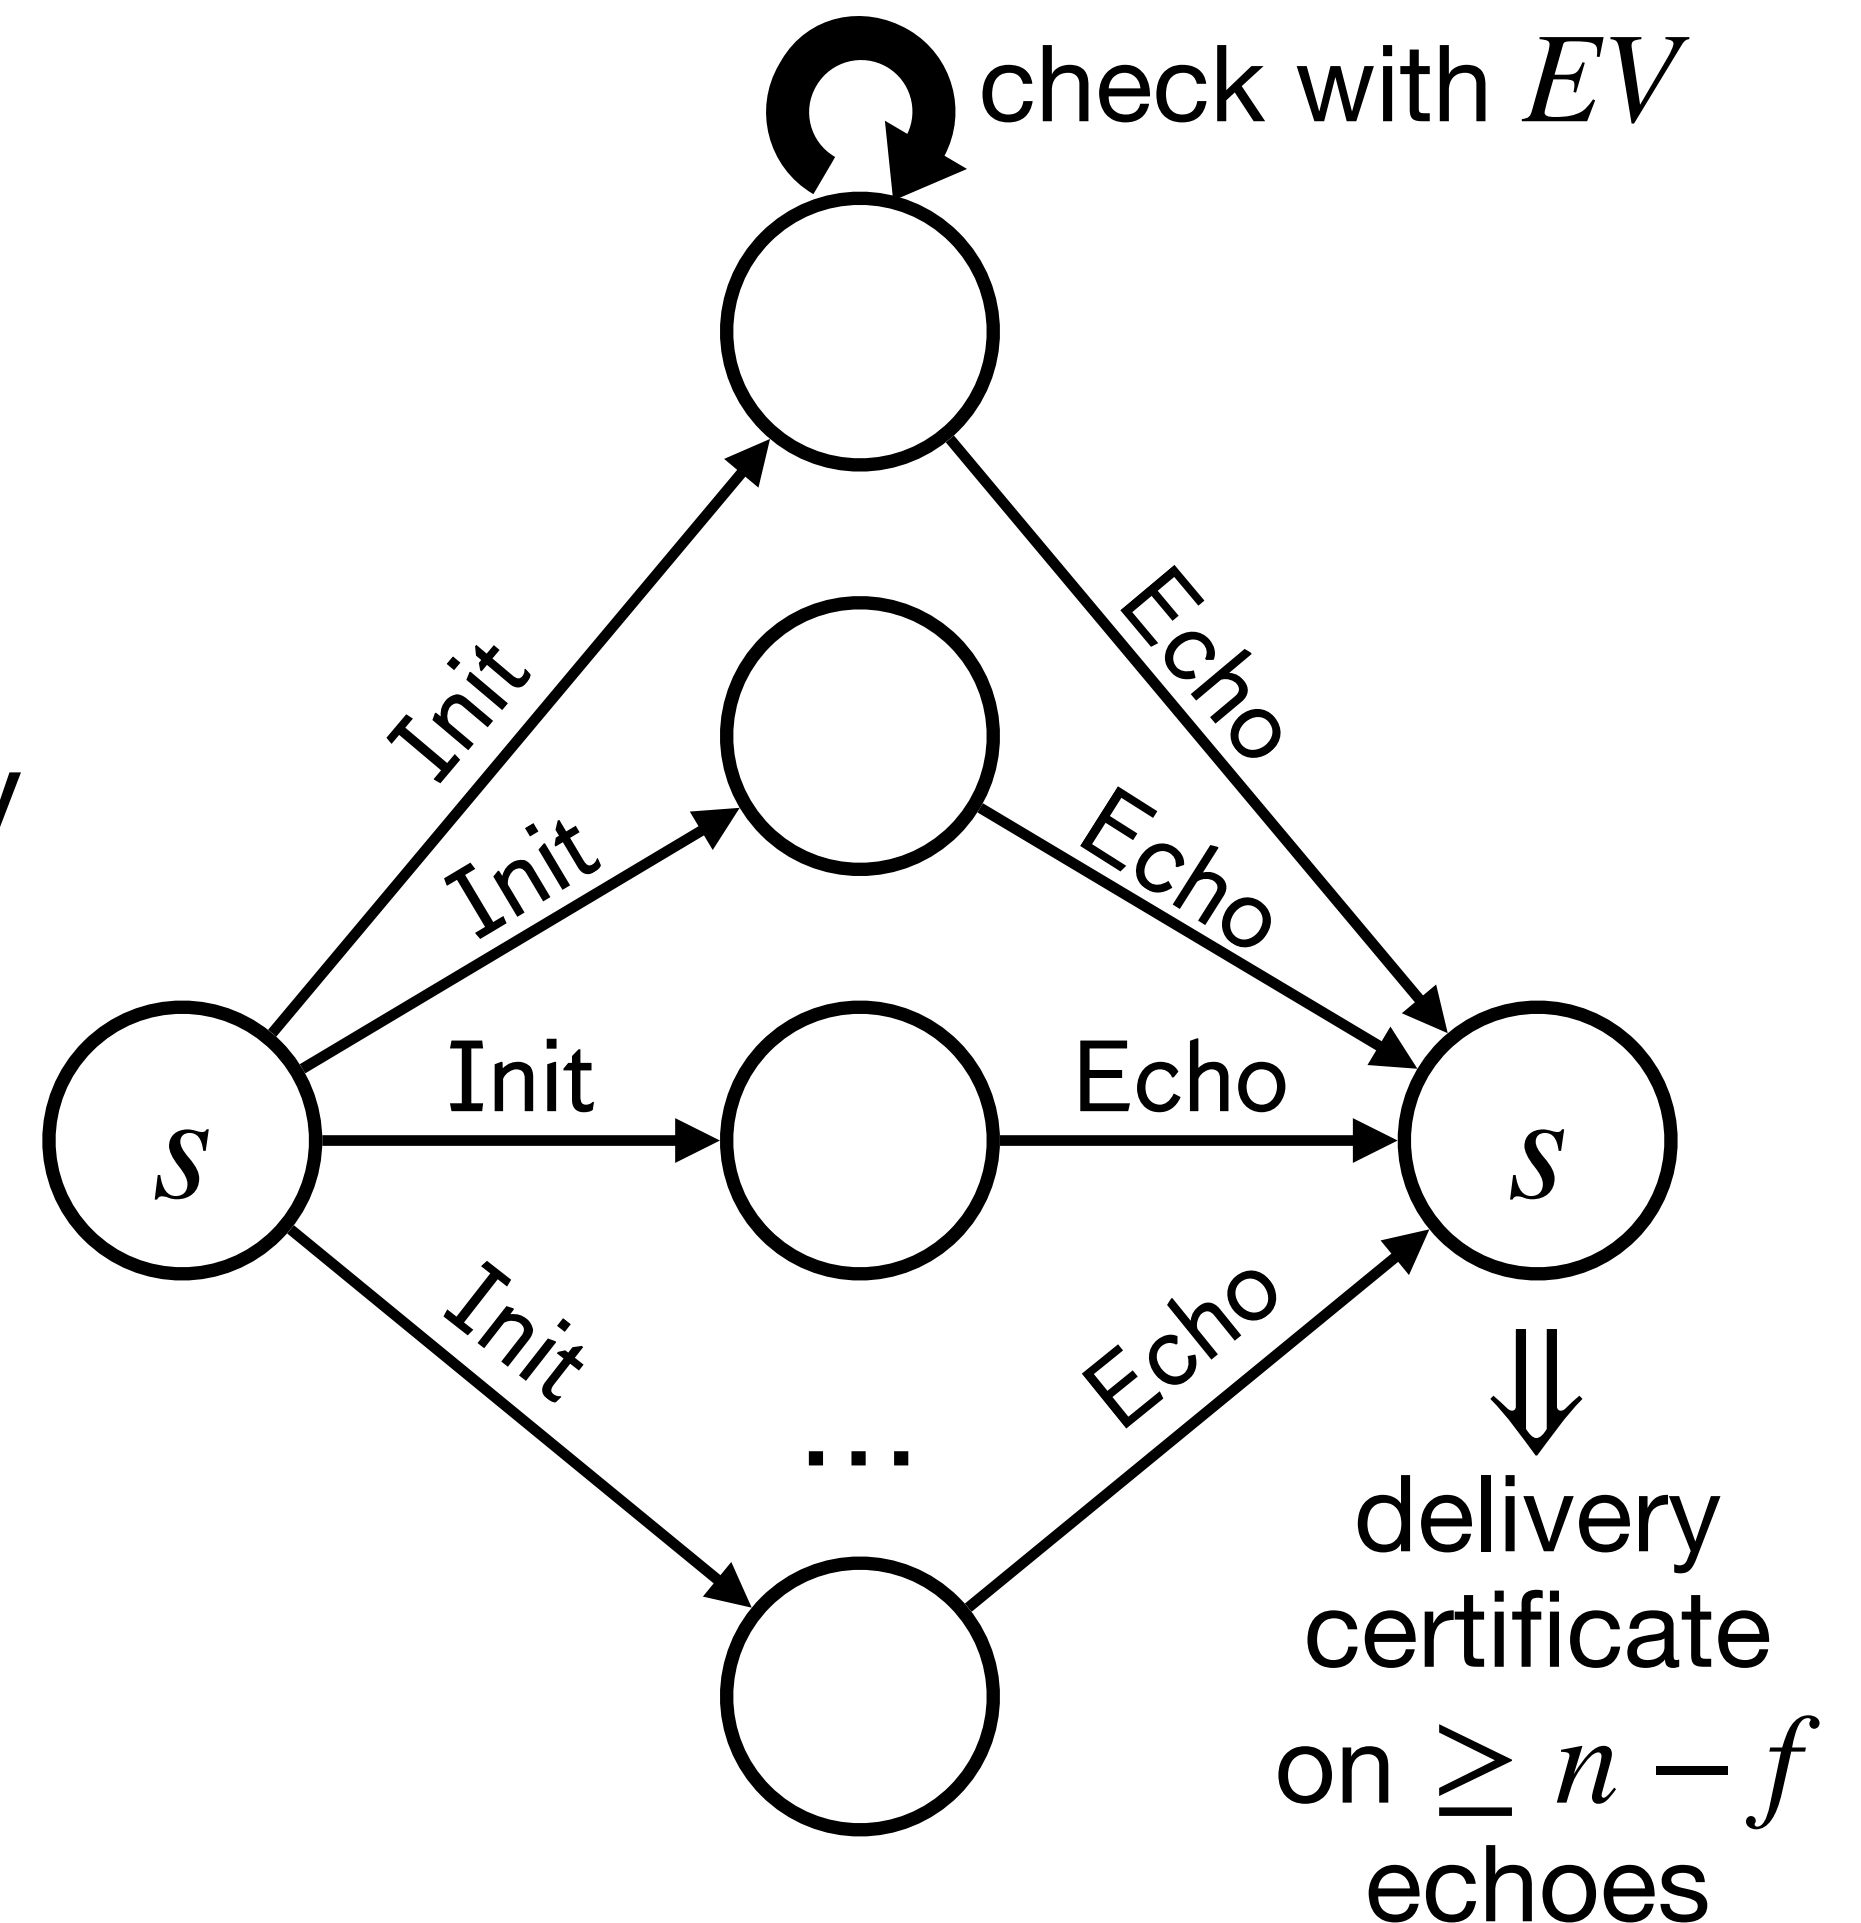 check with EV
Init
Echo
Init
Echo
Init
Echo
s
s
Init
Echo
...
⇓
delivery
certificate
on ≥ n − f
echoes